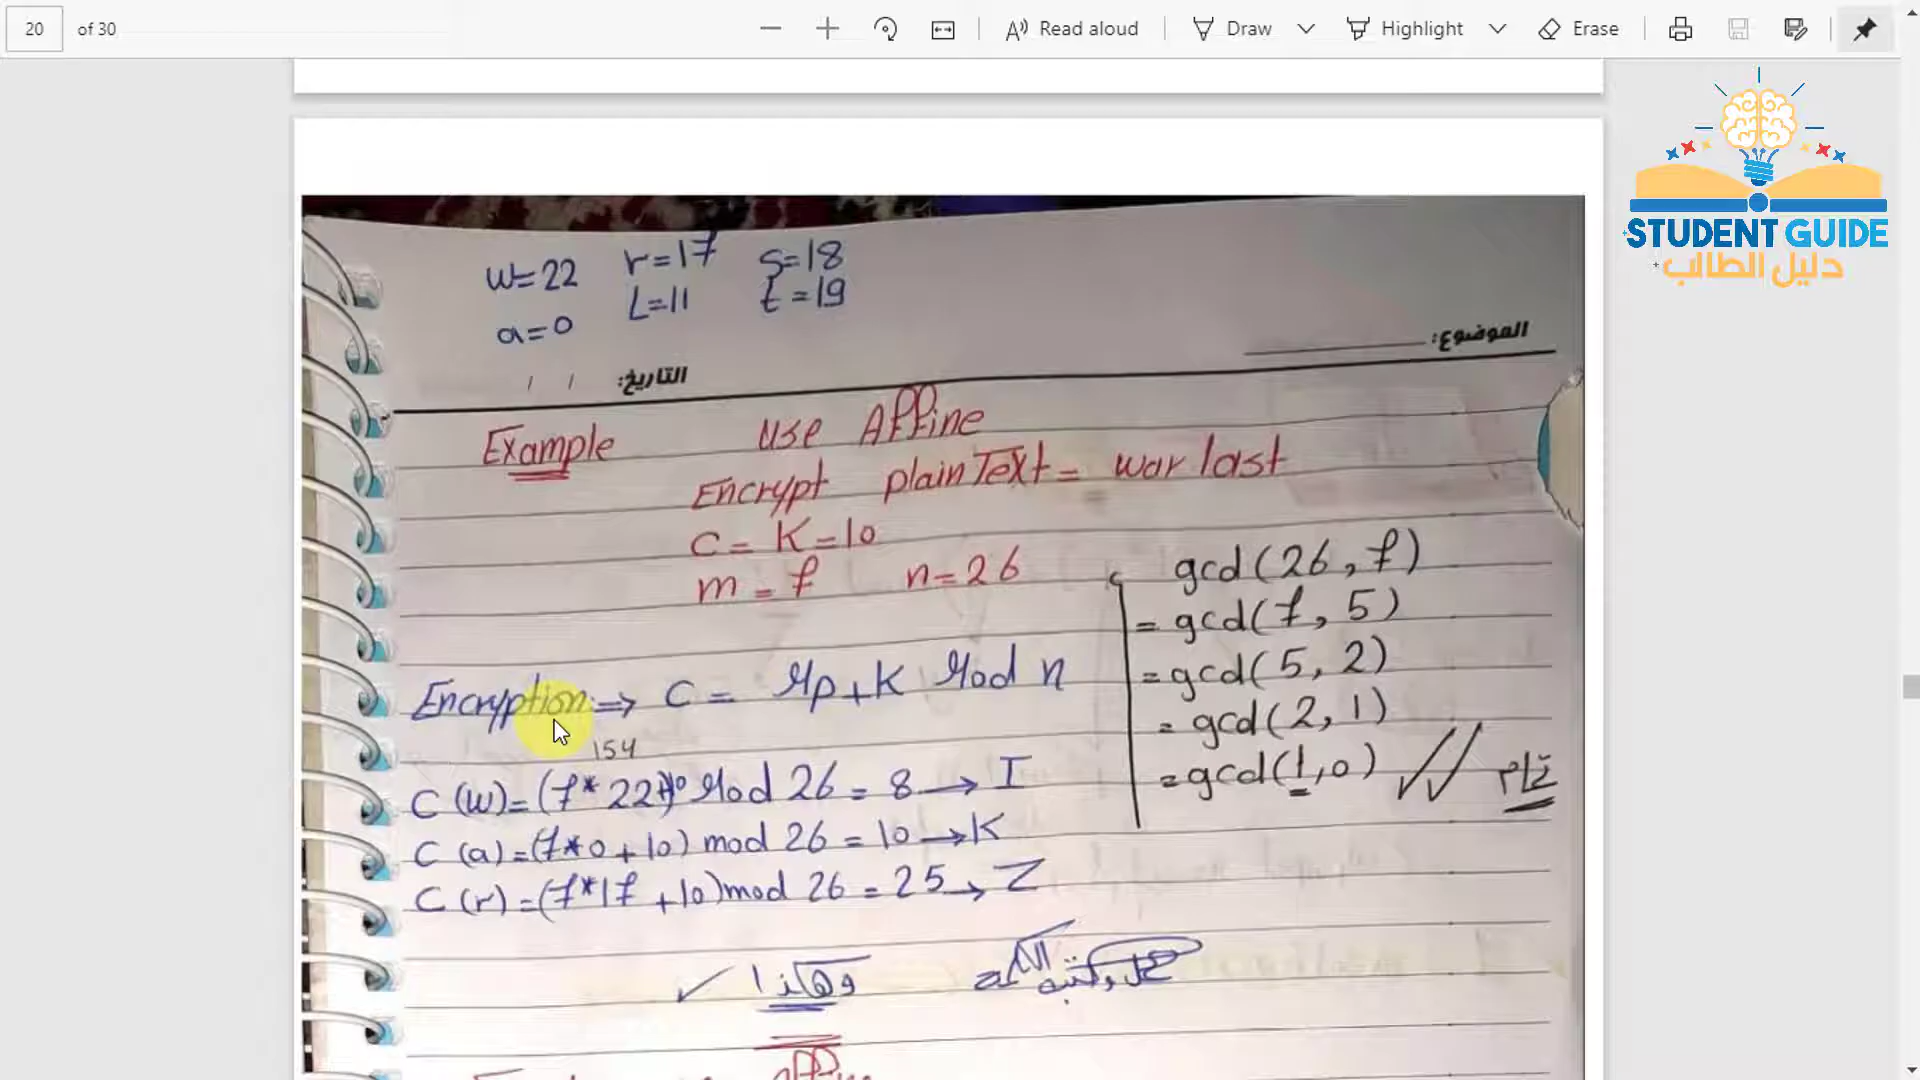 20 of 30
Read aloud
Draw
Highlight
Erase
STUDENT GUIDE
دليل الطالب
w=22 r=17 s=18
L=11 t=19
a=0
الموضوع:
التاريخ: / /
Example Use Affine
Encrypt plainText = war last
C = K=10
m = 7 n=26
gcd(26, 7)
= gcd(7, 5)
= gcd(5, 2)
= gcd(2, 1)
= gcd(1, 0)
Encryption ⇒ C = Mp+K Mod n
154
C(w)=(7*22)+10 Mod 26 = 8 → I
C(a)=(7*0+10) mod 26 = 10 → K
C(r)=(7*17+10) mod 26 = 25 → Z
وهكذا